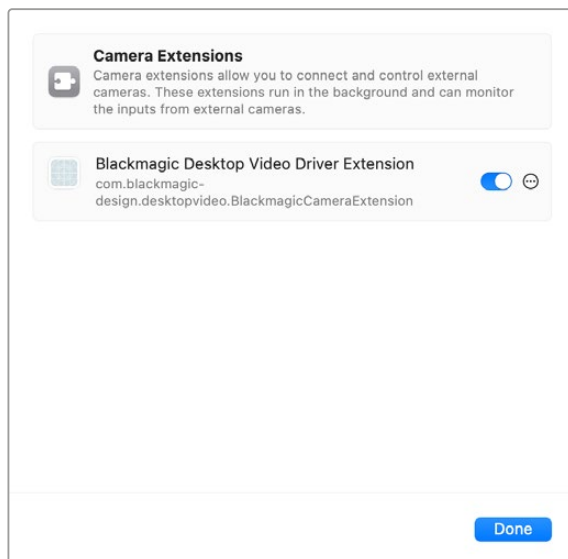 Camera Extensions
Camera extensions allow you to connect and control external
cameras. These extensions run in the background and can monitor
the inputs from external cameras.
Blackmagic Desktop Video Driver Extension
com.blackmagic-
design.desktopvideo.BlackmagicCameraExtension
Done